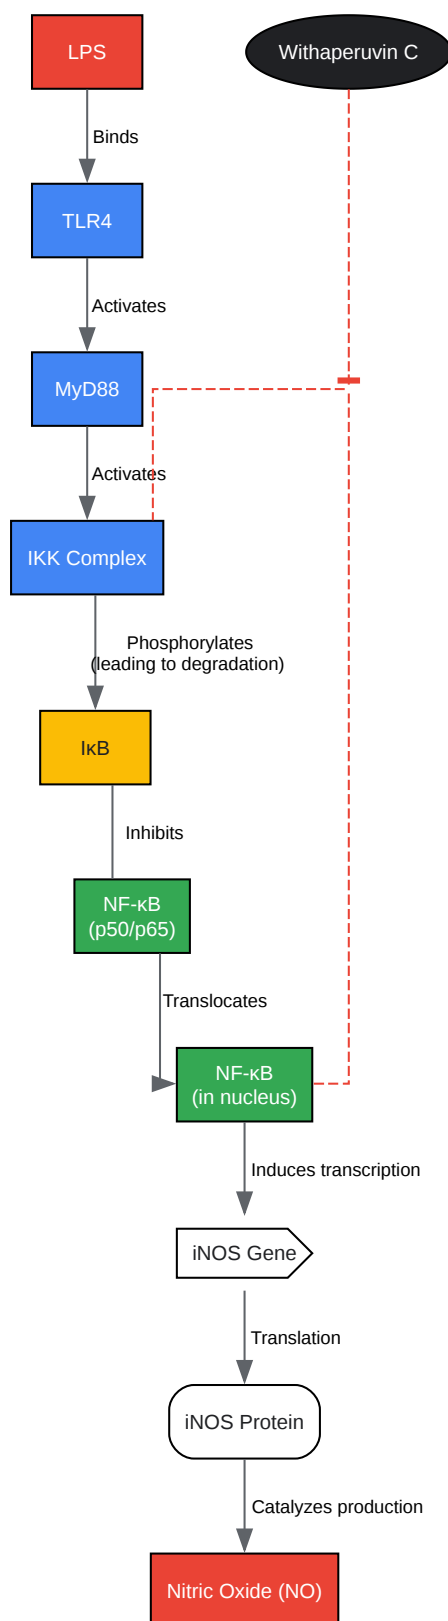 LPS
Withaperuvin C
Binds
TLR4
Activates
MyD88
Activates
IKK Complex
Phosphorylates
(leading to degradation)
IκB
Inhibits
NF-κB
(p50/p65)
Translocates
NF-κB
(in nucleus)
Induces transcription
iNOS Gene
Translation
iNOS Protein
Catalyzes production
Nitric Oxide (NO)